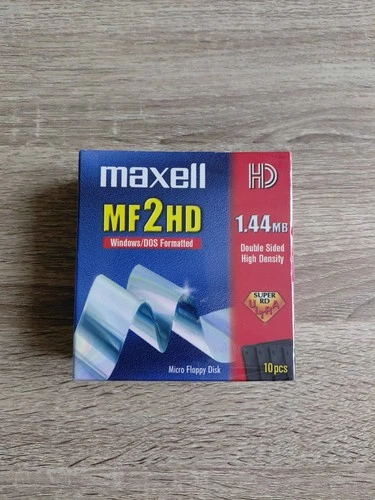 maxell
HD
MF2HD
Windows/DOS Formatted
1.44MB
Double Sided
High Density
SUPER
RD
Micro Floppy Disk
10pcs